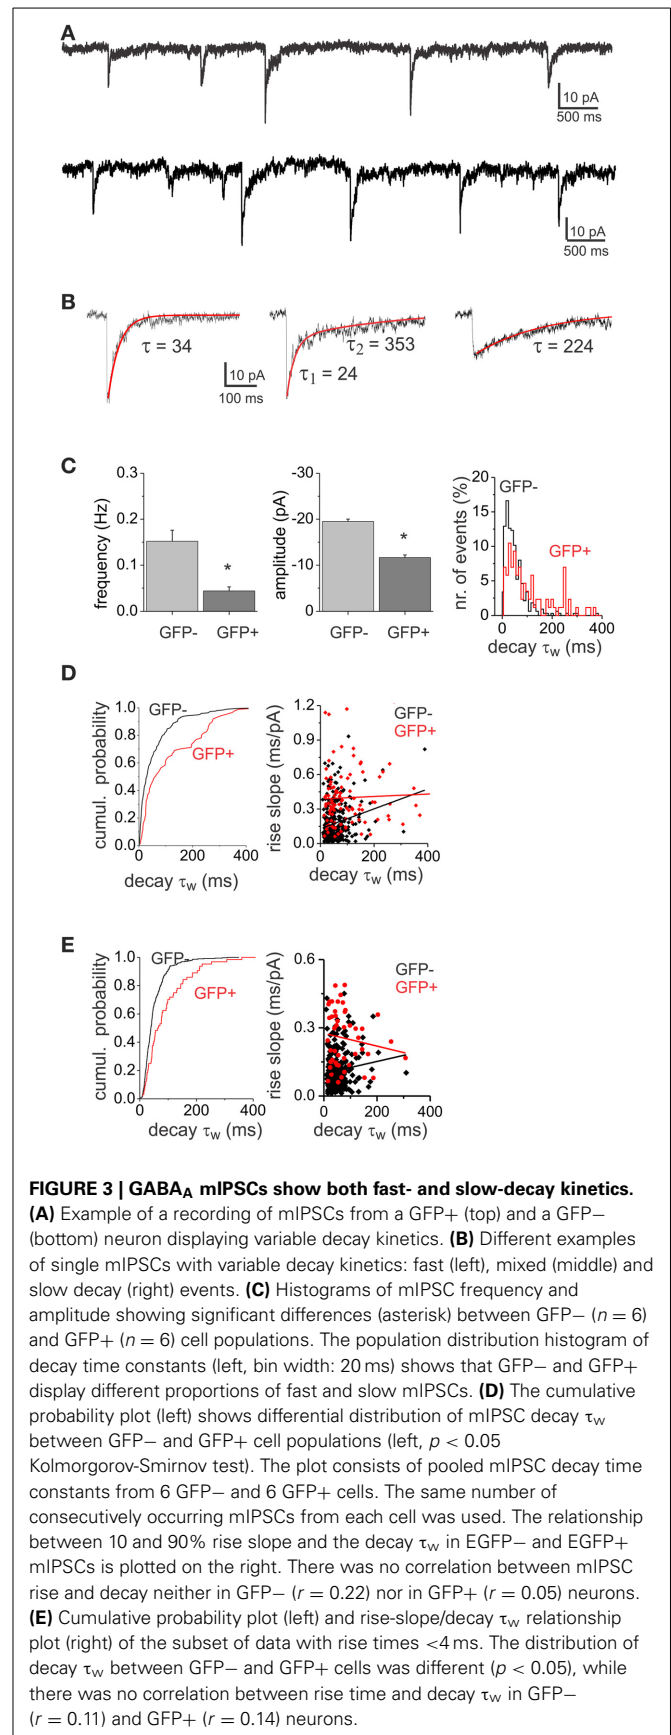 A
10 pA
500 ms
10 pA
500 ms
B
τ = 34
10 pA
100 ms
τ2 = 353
τ1 = 24
τ = 224
C
0.3
0.2
0.1
0.0
frequency (Hz)
*
GFP- GFP+
-30
-20
-10
0
amplitude (pA)
*
GFP- GFP+
20
15
10
5
0
nr. of events (%)
GFP-
GFP+
0 200 400
decay τw (ms)
D
1.0
0.8
0.6
0.4
0.2
0.0
cumul. probability
GFP-
GFP+
0 200 400
decay τw (ms)
1.2
0.9
0.6
0.3
0.0
rise slope (ms/pA)
GFP-
GFP+
0 200 400
decay τw (ms)
E
1.0
0.8
0.6
0.4
0.2
0.0
cumul. probability
GFP-
GFP+
0 200 400
decay τw (ms)
0.6
0.3
0.0
rise slope (ms/pA)
GFP-
GFP+
0 200 400
decay τw (ms)
FIGURE 3 | GABAA mIPSCs show both fast- and slow-decay kinetics.
(A) Example of a recording of mIPSCs from a GFP+ (top) and a GFP−
(bottom) neuron displaying variable decay kinetics. (B) Different examples
of single mIPSCs with variable decay kinetics: fast (left), mixed (middle) and
slow decay (right) events. (C) Histograms of mIPSC frequency and
amplitude showing significant differences (asterisk) between GFP− (n = 6)
and GFP+ (n = 6) cell populations. The population distribution histogram of
decay time constants (left, bin width: 20 ms) shows that GFP− and GFP+
display different proportions of fast and slow mIPSCs. (D) The cumulative
probability plot (left) shows differential distribution of mIPSC decay τw
between GFP− and GFP+ cell populations (left, p < 0.05
Kolmorgorov-Smirnov test). The plot consists of pooled mIPSC decay time
constants from 6 GFP− and 6 GFP+ cells. The same number of
consecutively occurring mIPSCs from each cell was used. The relationship
between 10 and 90% rise slope and the decay τw in EGFP− and EGFP+
mIPSCs is plotted on the right. There was no correlation between mIPSC
rise and decay neither in GFP− (r = 0.22) nor in GFP+ (r = 0.05) neurons.
(E) Cumulative probability plot (left) and rise-slope/decay τw relationship
plot (right) of the subset of data with rise times <4 ms. The distribution of
decay τw between GFP− and GFP+ cells was different (p < 0.05), while
there was no correlation between rise time and decay τw in GFP−
(r = 0.11) and GFP+ (r = 0.14) neurons.